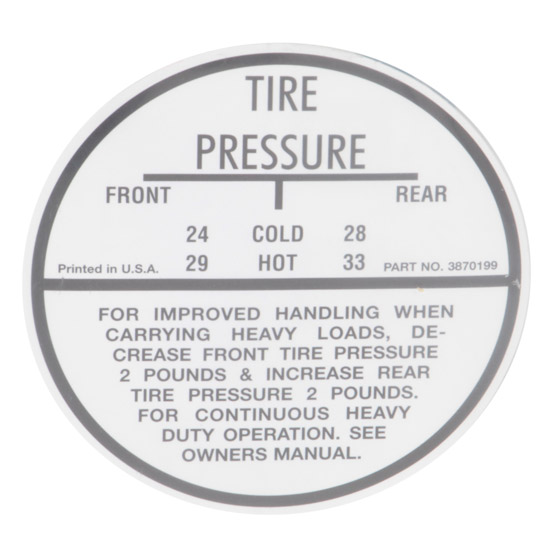 TIRE
PRESSURE
FRONT REAR
24 COLD 28
Printed in U.S.A. 29 HOT 33 PART NO. 3870199
FOR IMPROVED HANDLING WHEN
CARRYING HEAVY LOADS, DE-
CREASE FRONT TIRE PRESSURE
2 POUNDS & INCREASE REAR
TIRE PRESSURE 2 POUNDS.
FOR CONTINUOUS HEAVY
DUTY OPERATION. SEE
OWNERS MANUAL.